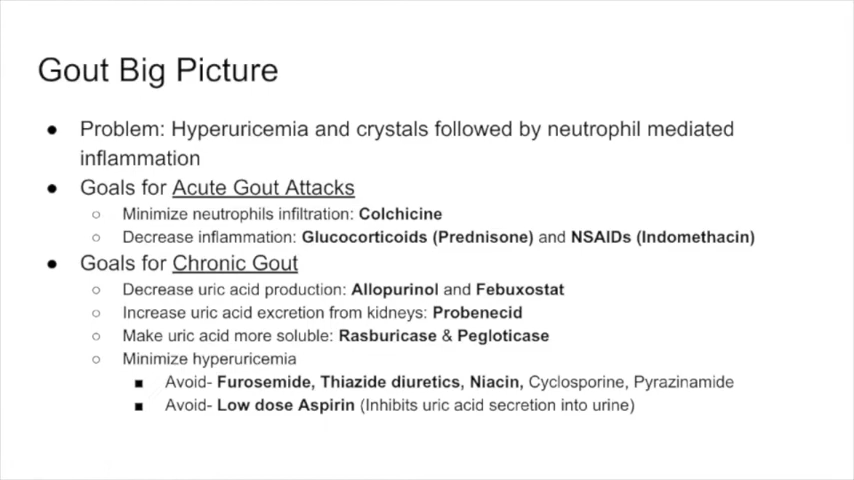 Gout Big Picture
● Problem: Hyperuricemia and crystals followed by neutrophil mediated
inflammation
● Goals for Acute Gout Attacks
○ Minimize neutrophils infiltration: Colchicine
○ Decrease inflammation: Glucocorticoids (Prednisone) and NSAIDs (Indomethacin)
● Goals for Chronic Gout
○ Decrease uric acid production: Allopurinol and Febuxostat
○ Increase uric acid excretion from kidneys: Probenecid
○ Make uric acid more soluble: Rasburicase & Pegloticase
○ Minimize hyperuricemia
■ Avoid- Furosemide, Thiazide diuretics, Niacin, Cyclosporine, Pyrazinamide
■ Avoid- Low dose Aspirin (Inhibits uric acid secretion into urine)